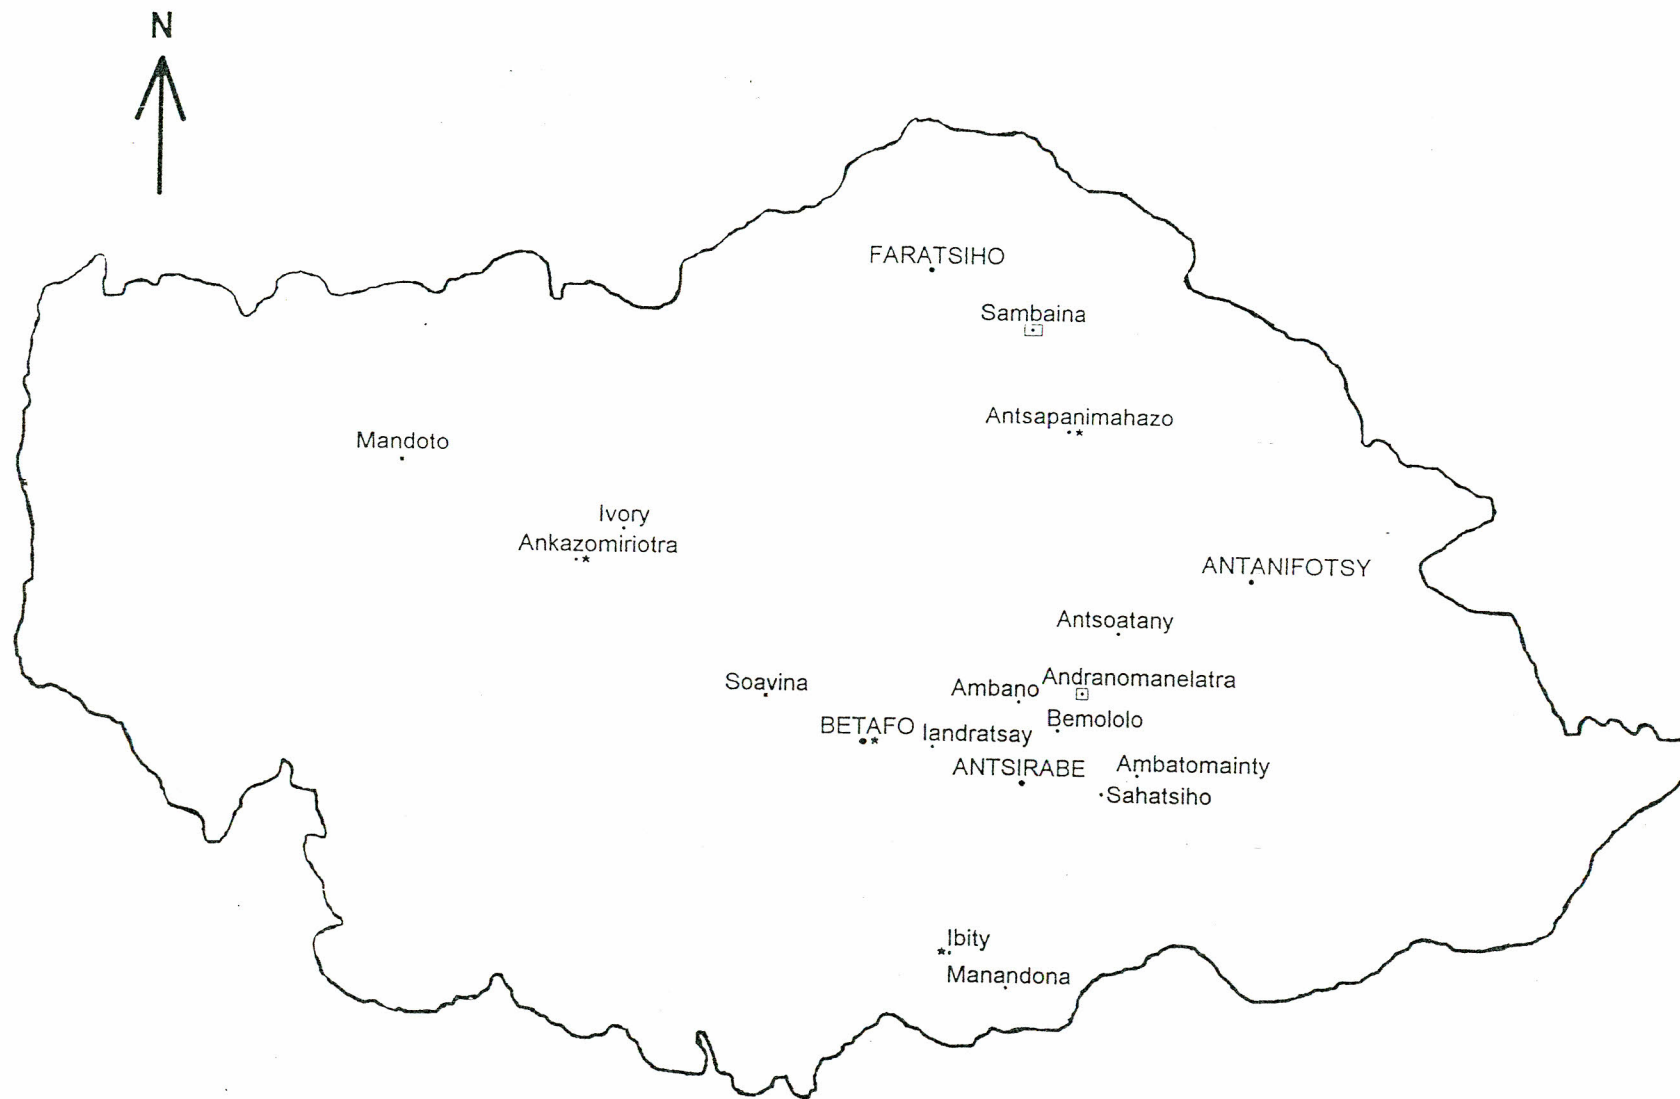 N
FARATSIHO
Sambaina
Antsapanimahazo
Mandoto
Ivory
Ankazomiriotra
ANTANIFOTSY
Antsoatany
Andranomanelatra
Soavina
Ambano
Bemololo
BETAFO
Iandratsay
ANTSIRABE
Ambatomainty
Sahatsiho
Ibity
Manandona